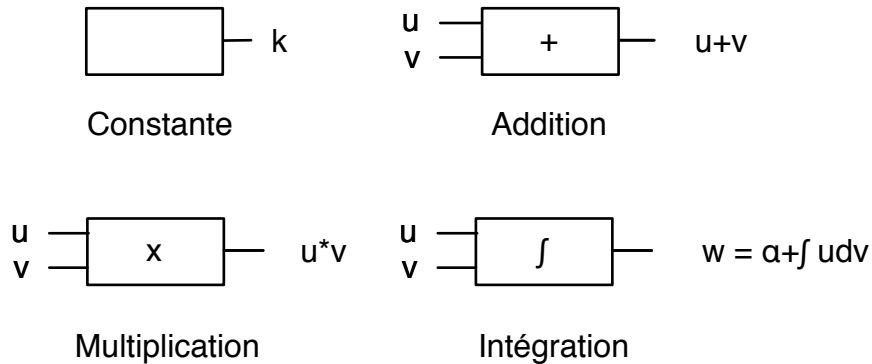 k
u
v
+
u+v
Constante
Addition
u
v
x
u*v
u
v
∫
w = α+∫ udv
Multiplication
Intégration